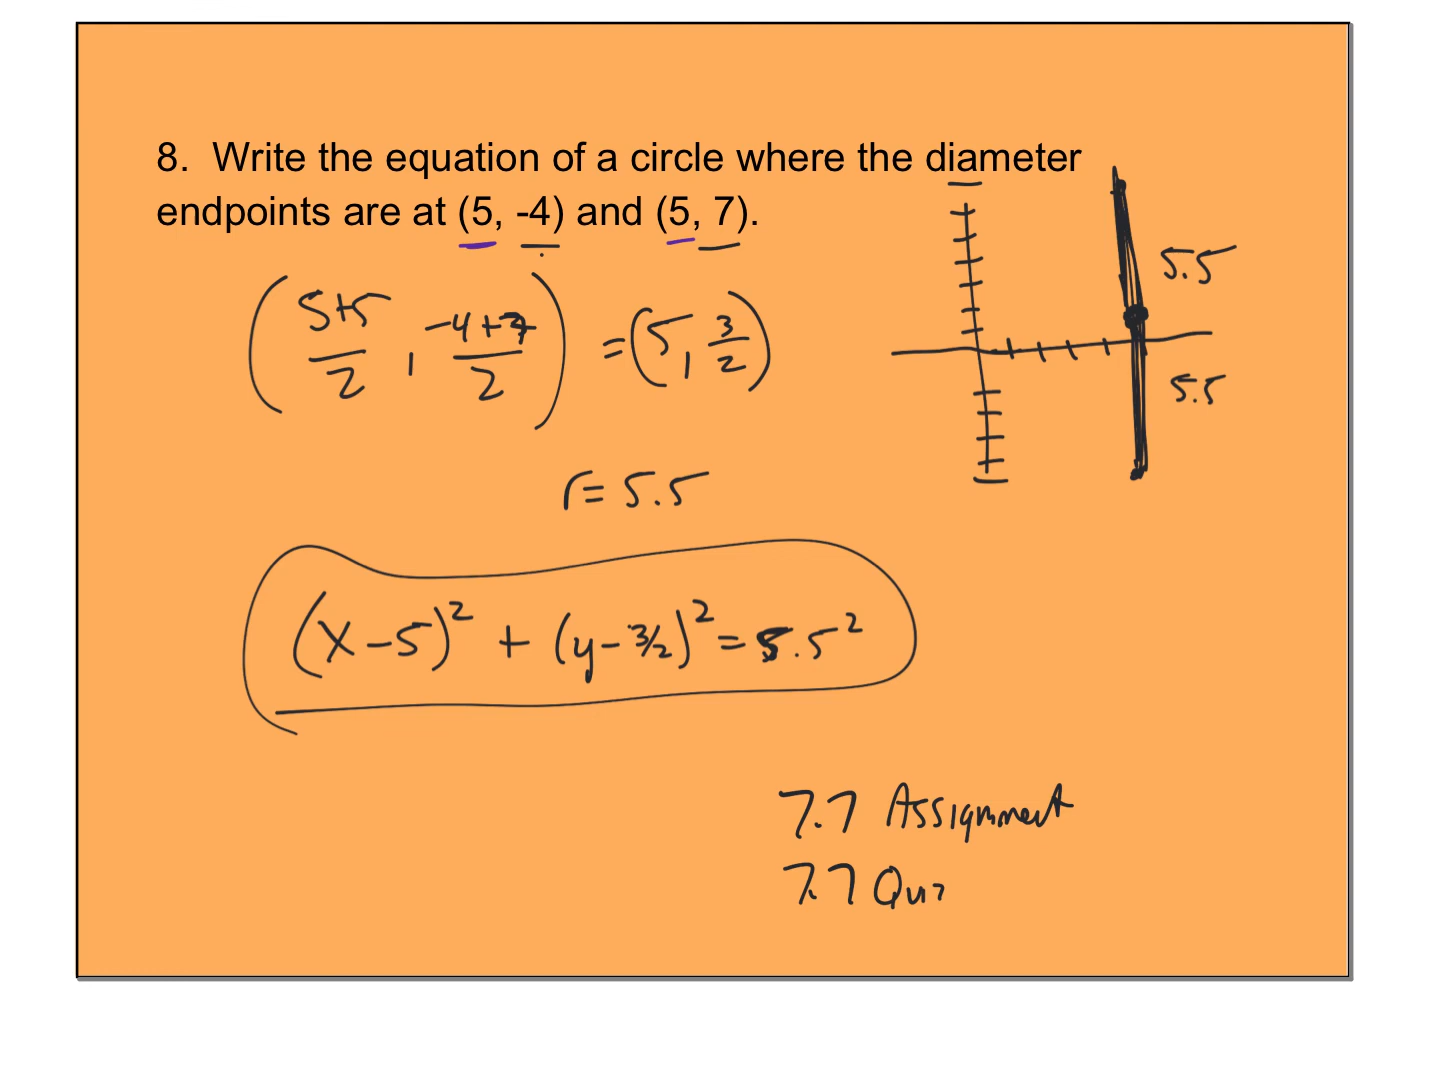 8. Write the equation of a circle where the diameter
endpoints are at (5, -4) and (5, 7).
(5+5/2, -4+7/2) = (5, 3/2)
5.5
5.5
r = 5.5
(x-5)² + (y-3/2)² = 5.5²
7.7 Assignment
7.7 Quiz